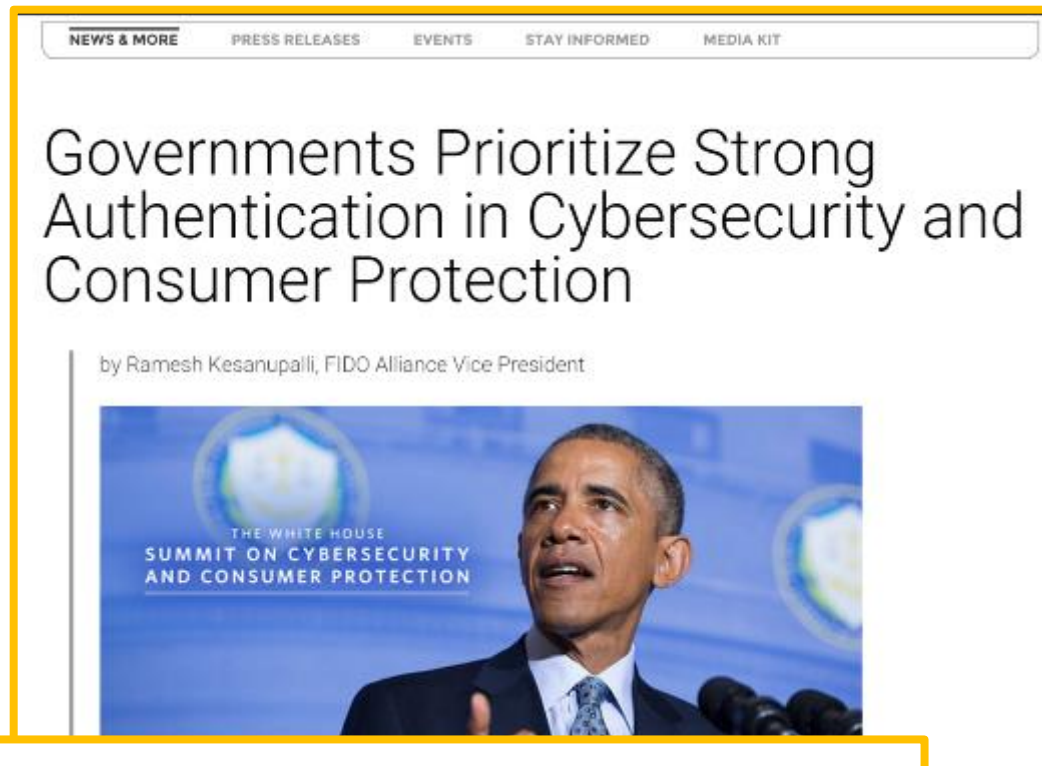 NEWS & MORE PRESS RELEASES EVENTS STAY INFORMED MEDIA KIT
Governments Prioritize Strong
Authentication in Cybersecurity and
Consumer Protection
by Ramesh Kesanupalli, FIDO Alliance Vice President
THE WHITE HOUSE
SUMMIT ON CYBERSECURITY
AND CONSUMER PROTECTION